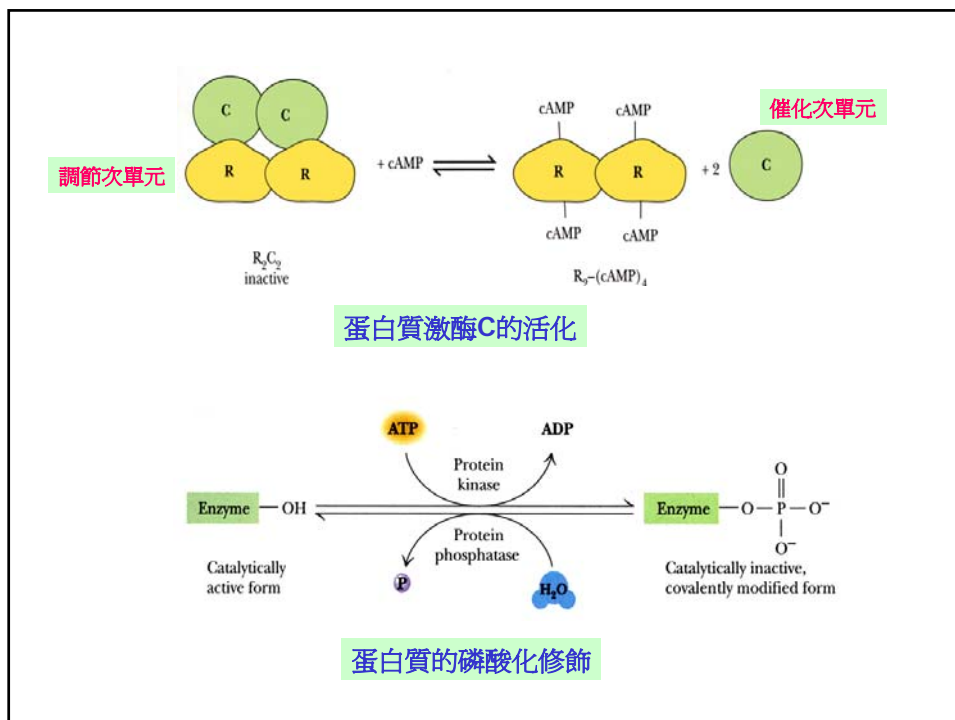 C C
R R
調節次單元
+ cAMP
R₂C₂
inactive
cAMP cAMP
R R
cAMP cAMP
R₂–(cAMP)₄
+ 2
C
催化次單元
蛋白質激酶C的活化
ATP ADP
Protein
kinase
Enzyme — OH
Enzyme —O—P—O⁻
O
O⁻
Protein
phosphatase
Catalytically
active form
P
H₂O
Catalytically inactive,
covalently modified form
蛋白質的磷酸化修飾